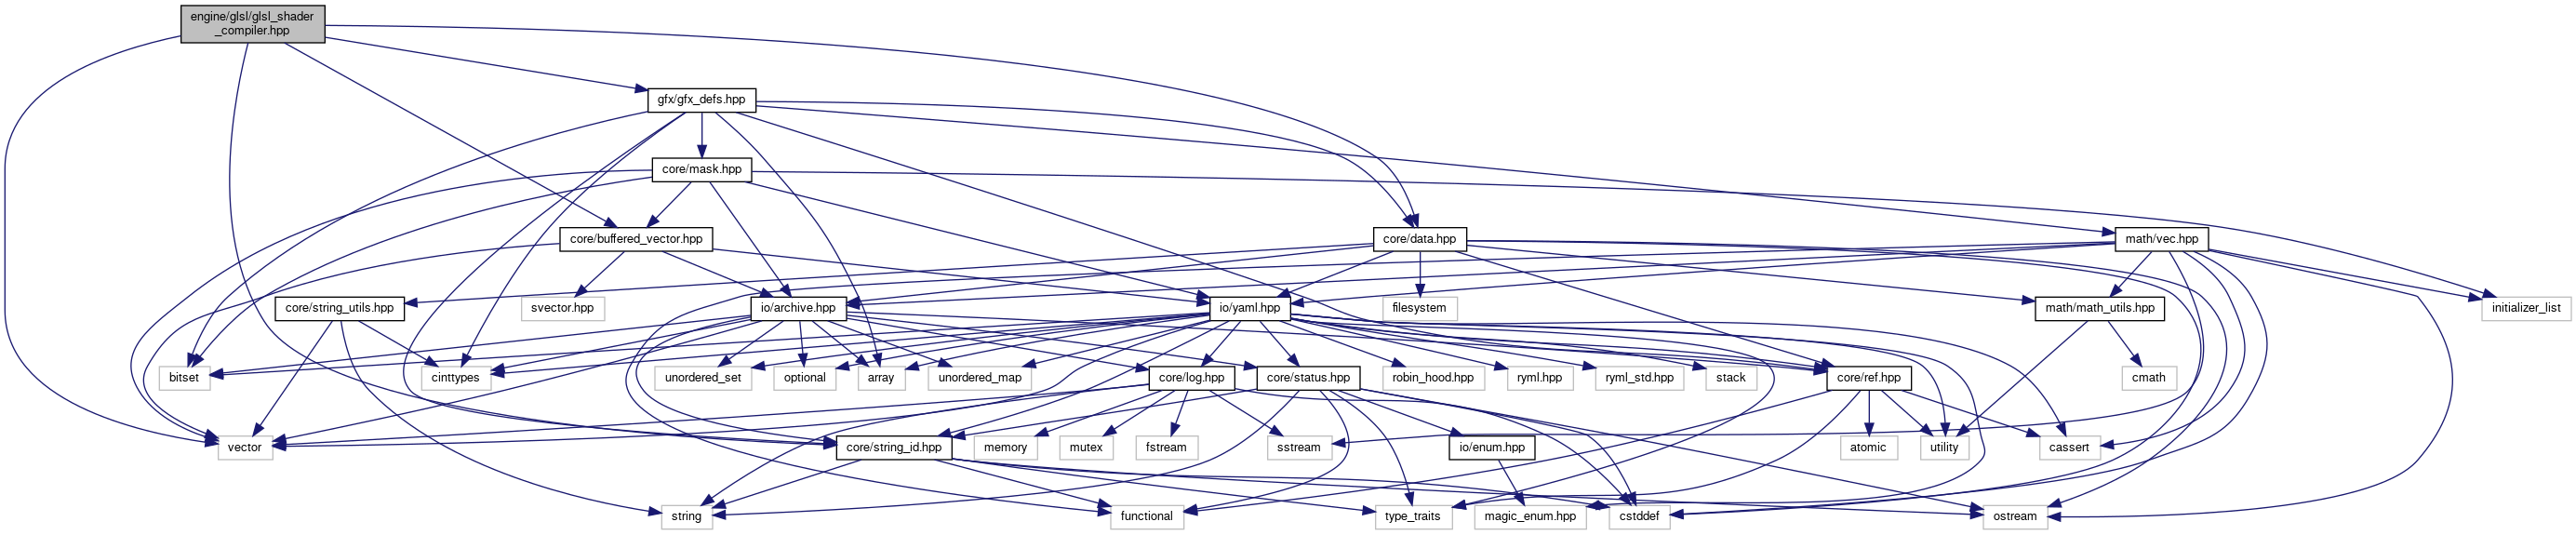 engine/glsl/glsl_shader
_compiler.hpp
gfx/gfx_defs.hpp
core/mask.hpp
core/buffered_vector.hpp
core/data.hpp
math/vec.hpp
core/string_utils.hpp
svector.hpp
io/archive.hpp
io/yaml.hpp
filesystem
math/math_utils.hpp
initializer_list
bitset
cinttypes
unordered_set
optional
array
unordered_map
core/log.hpp
core/status.hpp
robin_hood.hpp
ryml.hpp
ryml_std.hpp
stack
core/ref.hpp
cmath
vector
core/string_id.hpp
memory
mutex
fstream
sstream
io/enum.hpp
atomic
utility
cassert
string
functional
type_traits
magic_enum.hpp
cstddef
ostream